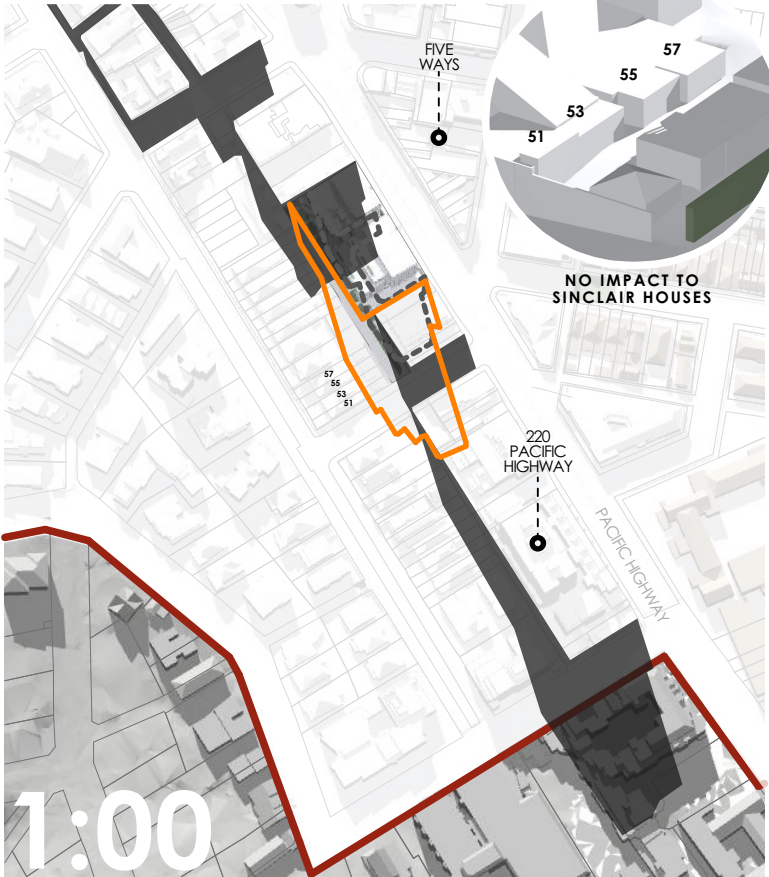 FIVE
WAYS
57
55
53
51
NO IMPACT TO
SINCLAIR HOUSES
57
55
53
51
220
PACIFIC
HIGHWAY
PACIFIC HIGHWAY
1:00